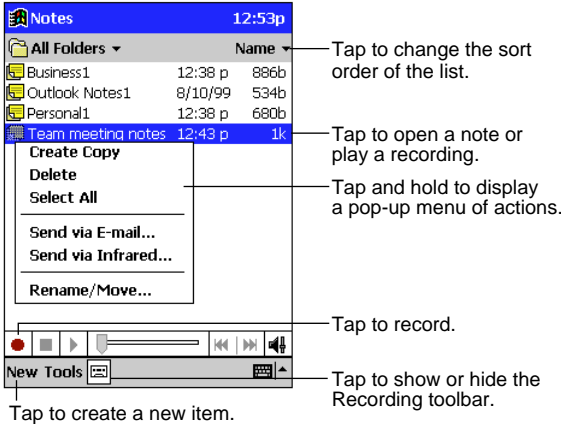 Notes 12:53p
All Folders Name
Tap to change the sort
order of the list.
Business1 12:38 p 886b
Outlook Notes1 8/10/99 534b
Personal1 12:38 p 680b
Team meeting notes 12:43 p 1k
Tap to open a note or
play a recording.
Create Copy
Delete
Select All
Tap and hold to display
a pop-up menu of actions.
Send via E-mail...
Send via Infrared...
Rename/Move...
Tap to record.
New Tools
Tap to show or hide the
Recording toolbar.
Tap to create a new item.